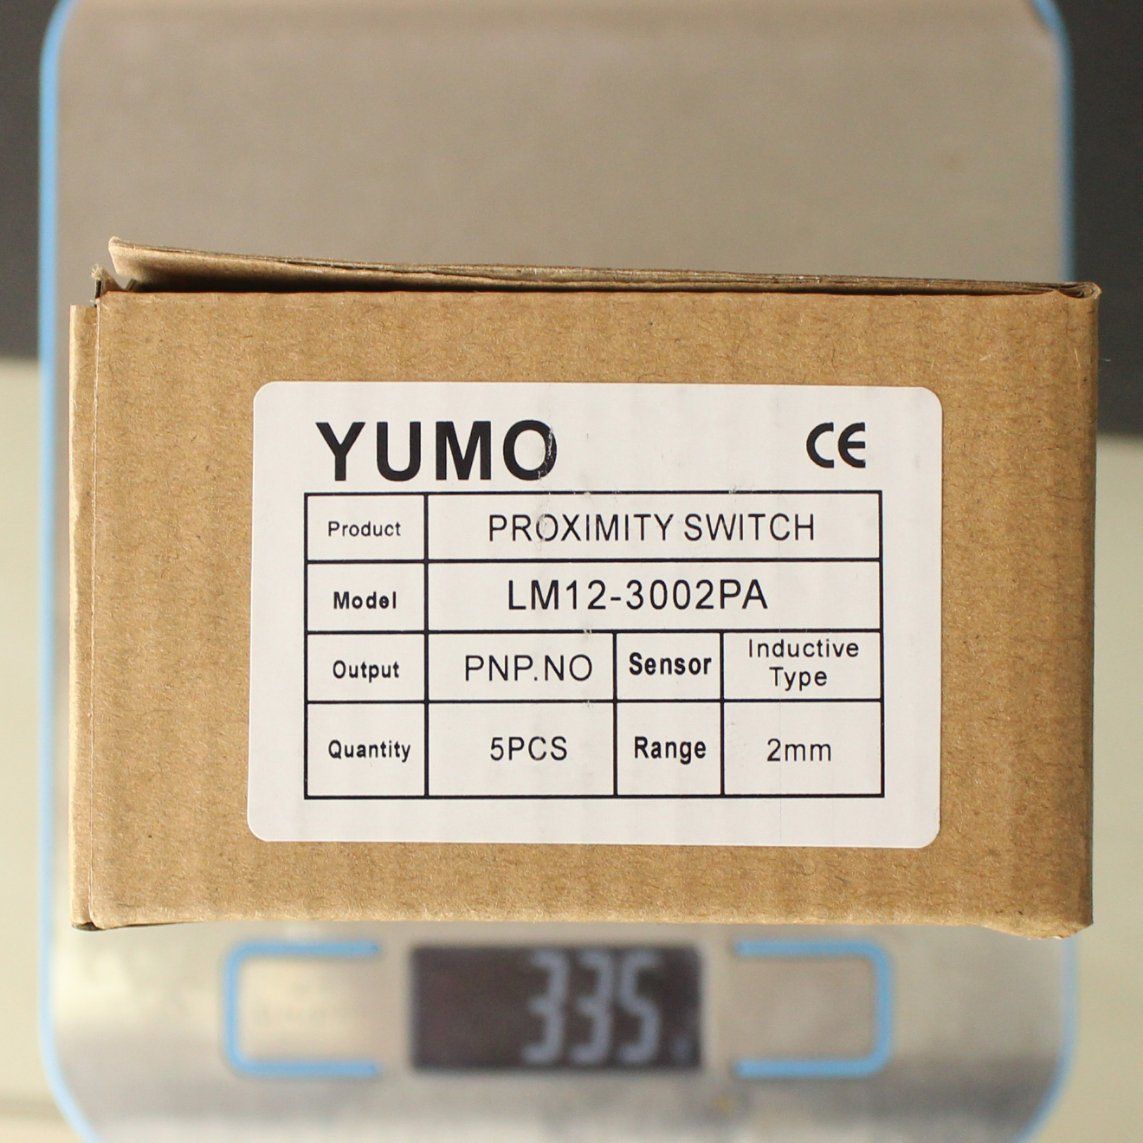 YUMO CE
Product PROXIMITY SWITCH
Model LM12-3002PA
Output PNP.NO Sensor Inductive Type
Quantity 5PCS Range 2mm
335